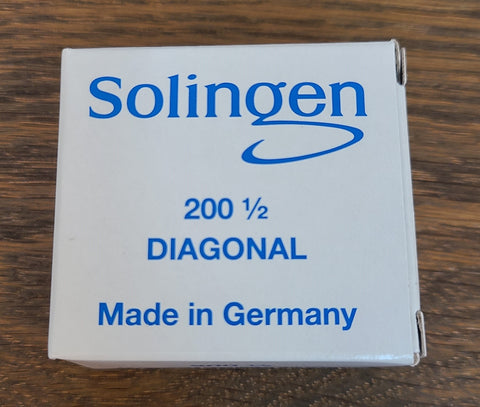 Solingen
200 ½
DIAGONAL
Made in Germany